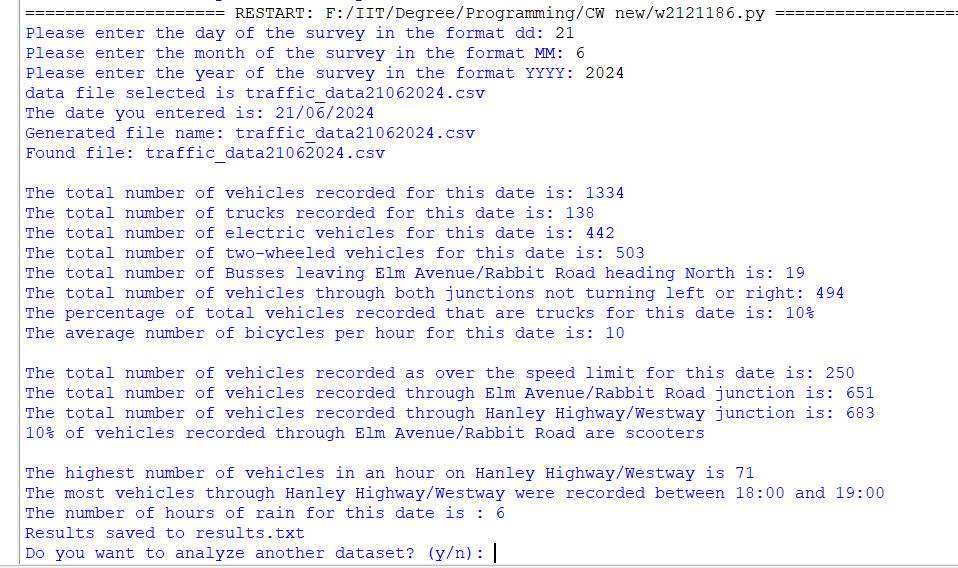 ==================== RESTART: F:/IIT/Degree/Programming/CW new/w2121186.py ===================
Please enter the day of the survey in the format dd: 21
Please enter the month of the survey in the format MM: 6
Please enter the year of the survey in the format YYYY: 2024
data file selected is traffic_data21062024.csv
The date you entered is: 21/06/2024
Generated file name: traffic_data21062024.csv
Found file: traffic_data21062024.csv

The total number of vehicles recorded for this date is: 1334
The total number of trucks recorded for this date is: 138
The total number of electric vehicles for this date is: 442
The total number of two-wheeled vehicles for this date is: 503
The total number of Busses leaving Elm Avenue/Rabbit Road heading North is: 19
The total number of vehicles through both junctions not turning left or right: 494
The percentage of total vehicles recorded that are trucks for this date is: 10%
The average number of bicycles per hour for this date is: 10

The total number of vehicles recorded as over the speed limit for this date is: 250
The total number of vehicles recorded through Elm Avenue/Rabbit Road junction is: 651
The total number of vehicles recorded through Hanley Highway/Westway junction is: 683
10% of vehicles recorded through Elm Avenue/Rabbit Road are scooters

The highest number of vehicles in an hour on Hanley Highway/Westway is 71
The most vehicles through Hanley Highway/Westway were recorded between 18:00 and 19:00
The number of hours of rain for this date is : 6
Results saved to results.txt
Do you want to analyze another dataset? (y/n):